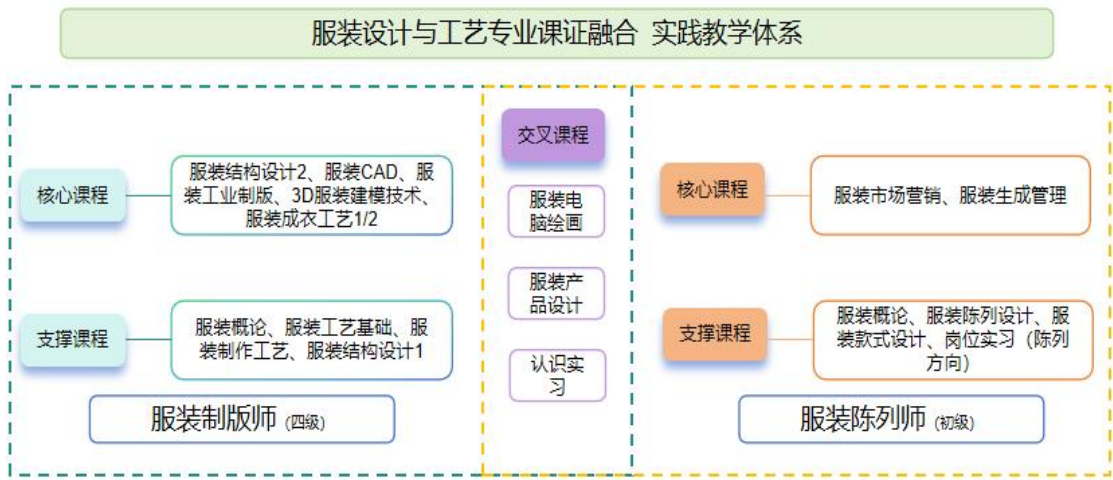 服装设计与工艺专业课证融合 实践教学体系
核心课程
服装结构设计2、服装CAD、服
装工业制版、3D服装建模技术、
服装成衣工艺1/2
支撑课程
服装概论、服装工艺基础、服
装制作工艺、服装结构设计1
服装制版师 (四级)
交叉课程
服装电
脑绘画
服装产
品设计
认识实
习
核心课程
服装市场营销、服装生成管理
支撑课程
服装概论、服装陈列设计、服
装款式设计、岗位实习（陈列
方向）
服装陈列师 (初级)